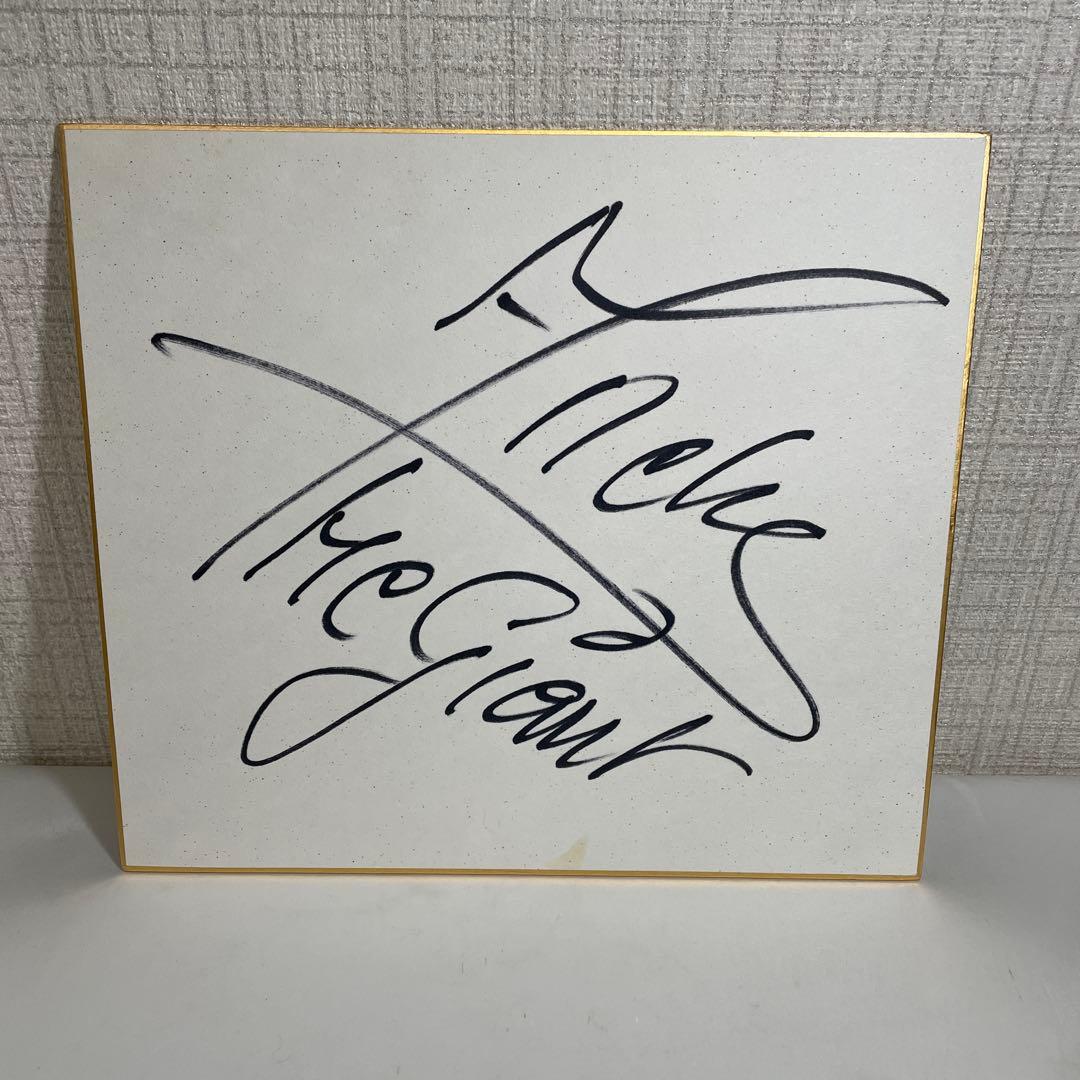 Andre
The Giant